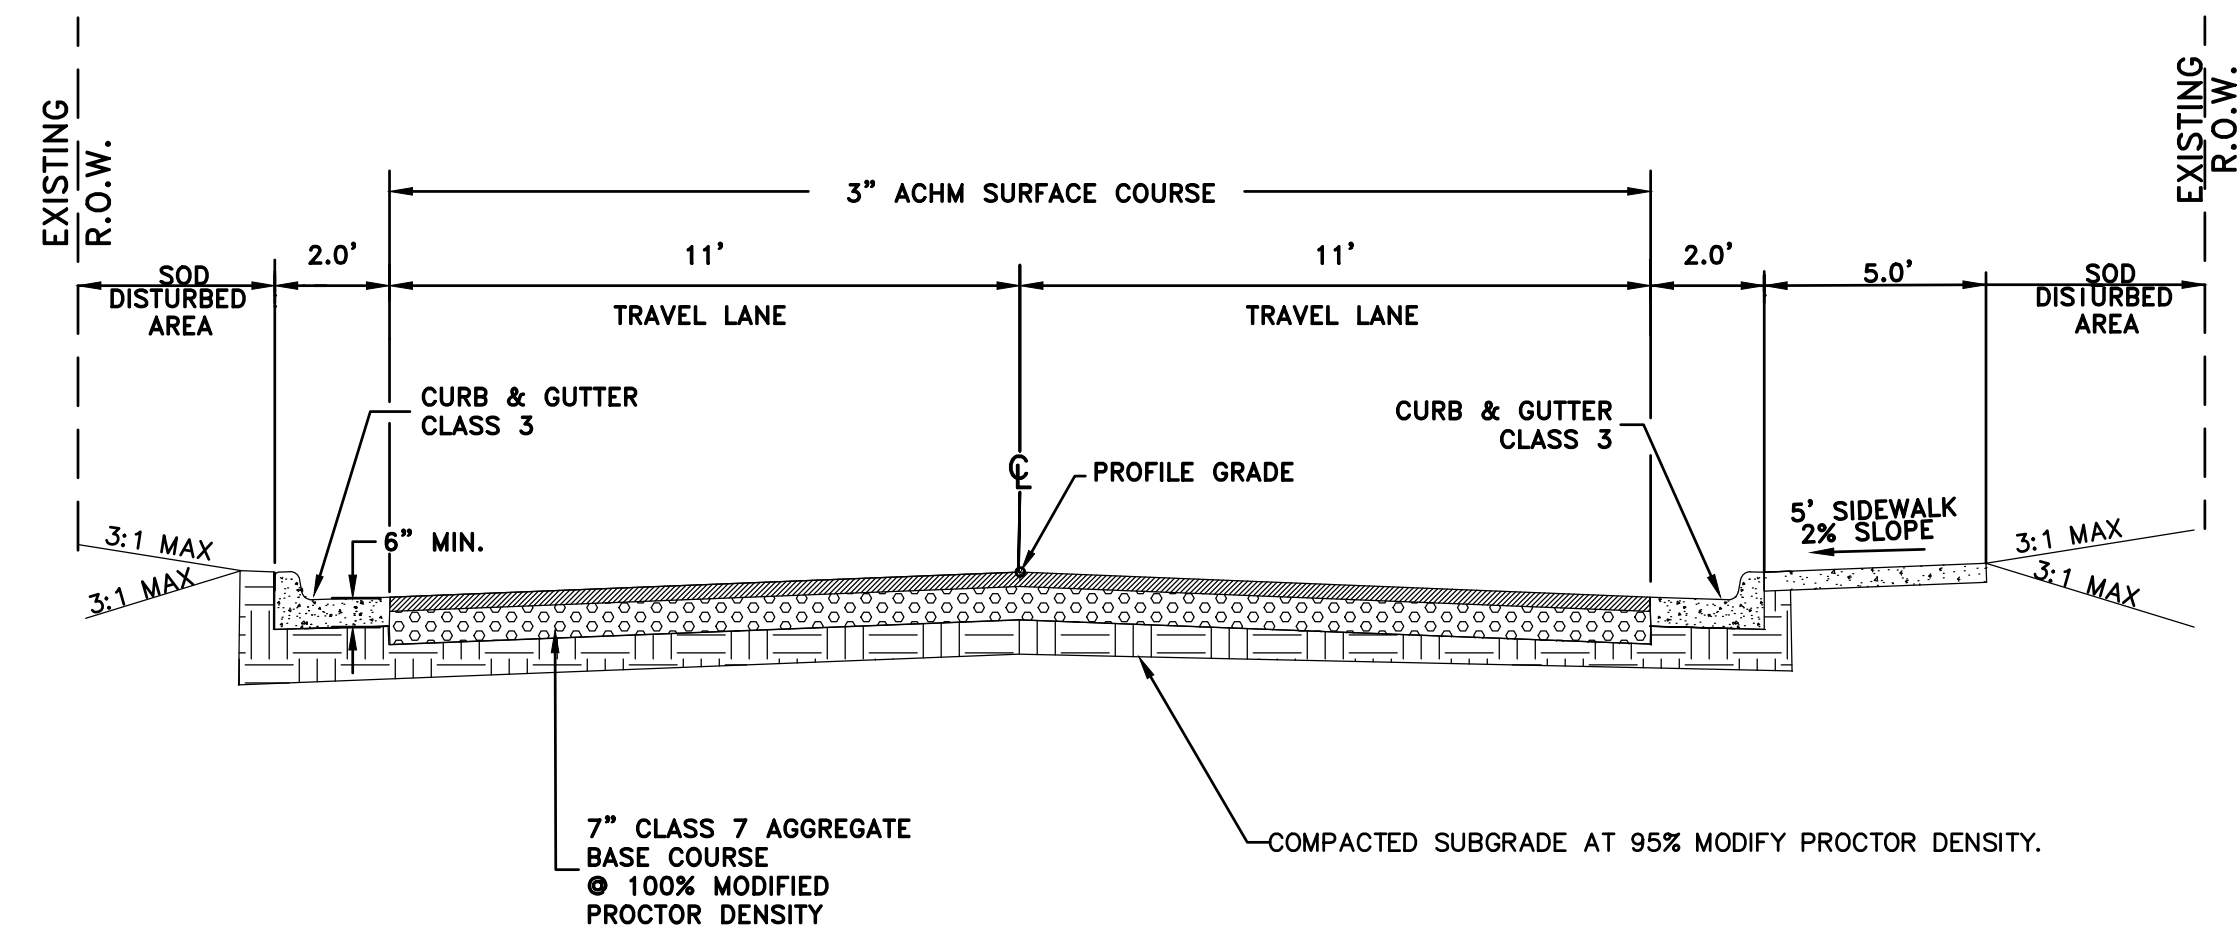 EXISTING
R.O.W.
EXISTING
R.O.W.
3” ACHM SURFACE COURSE
2.0’
11’
11’
2.0’
5.0’
SOD
DISTURBED
AREA
TRAVEL LANE
TRAVEL LANE
SOD
DISTURBED
AREA
CURB & GUTTER
CLASS 3
CURB & GUTTER
CLASS 3
℄
PROFILE GRADE
5’ SIDEWALK
2% SLOPE
3:1 MAX
3:1 MAX
6” MIN.
3:1 MAX
3:1 MAX
7” CLASS 7 AGGREGATE
BASE COURSE
@ 100% MODIFIED
PROCTOR DENSITY
COMPACTED SUBGRADE AT 95% MODIFY PROCTOR DENSITY.